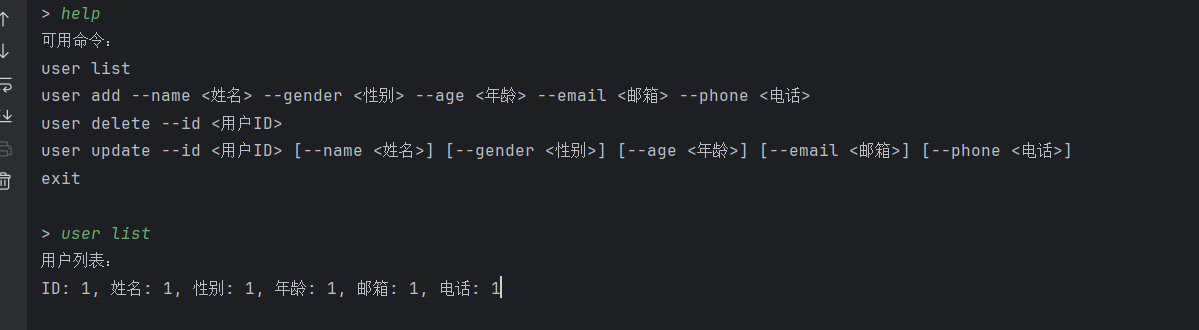 > help
可用命令：
user list
user add --name <姓名> --gender <性别> --age <年龄> --email <邮箱> --phone <电话>
user delete --id <用户ID>
user update --id <用户ID> [--name <姓名>] [--gender <性别>] [--age <年龄>] [--email <邮箱>] [--phone <电话>]
exit
> user list
用户列表：
ID: 1, 姓名: 1, 性别: 1, 年龄: 1, 邮箱: 1, 电话: 1